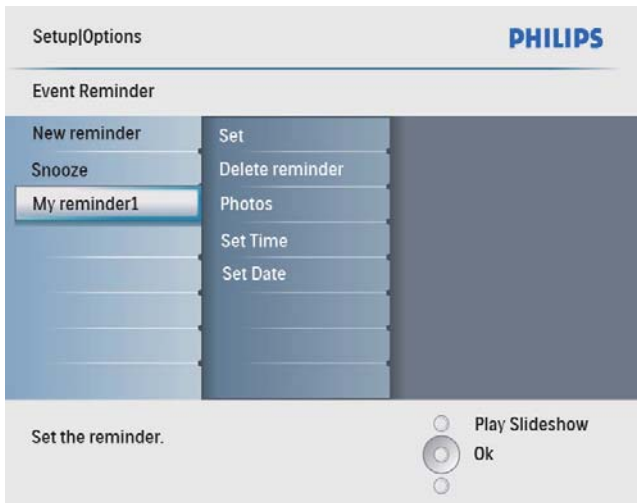 Setup|Options
PHILIPS
Event Reminder
New reminder
Snooze
My reminder1
Set
Delete reminder
Photos
Set Time
Set Date
Set the reminder.
Play Slideshow
Ok